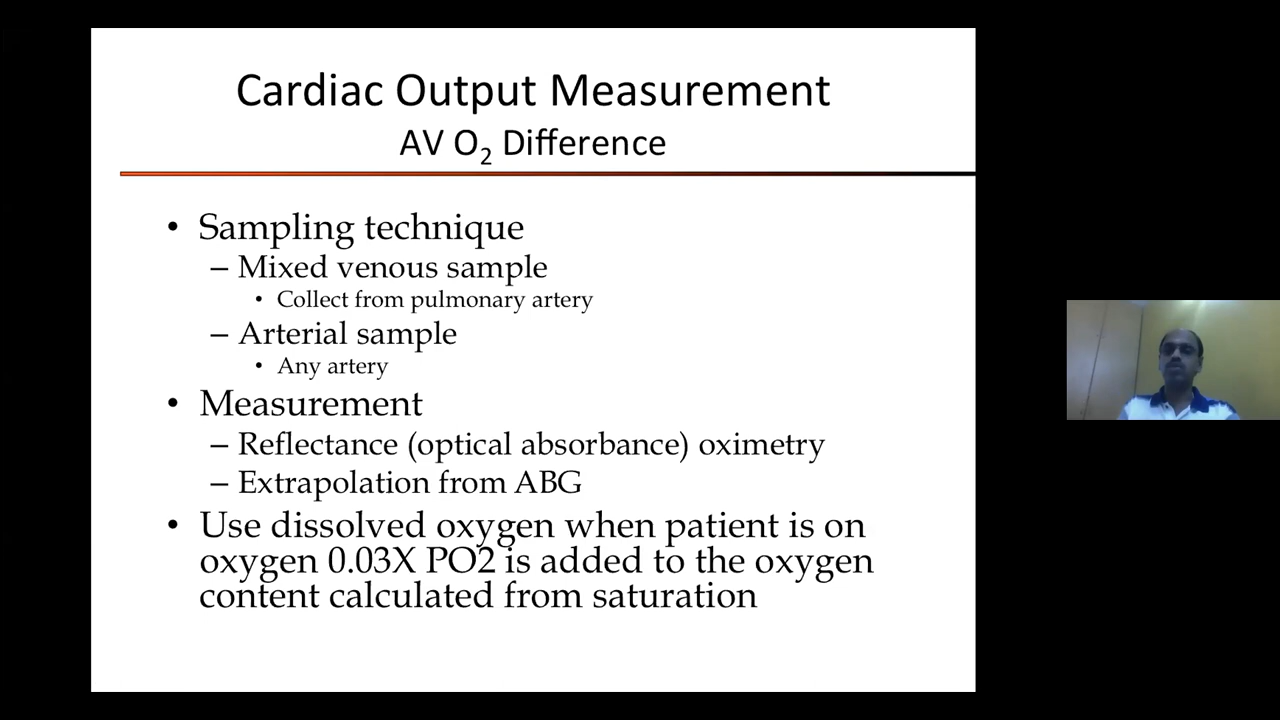 Cardiac Output Measurement
AV O₂ Difference
• Sampling technique
– Mixed venous sample
• Collect from pulmonary artery
– Arterial sample
• Any artery
• Measurement
– Reflectance (optical absorbance) oximetry
– Extrapolation from ABG
• Use dissolved oxygen when patient is on
oxygen 0.03X PO2 is added to the oxygen
content calculated from saturation